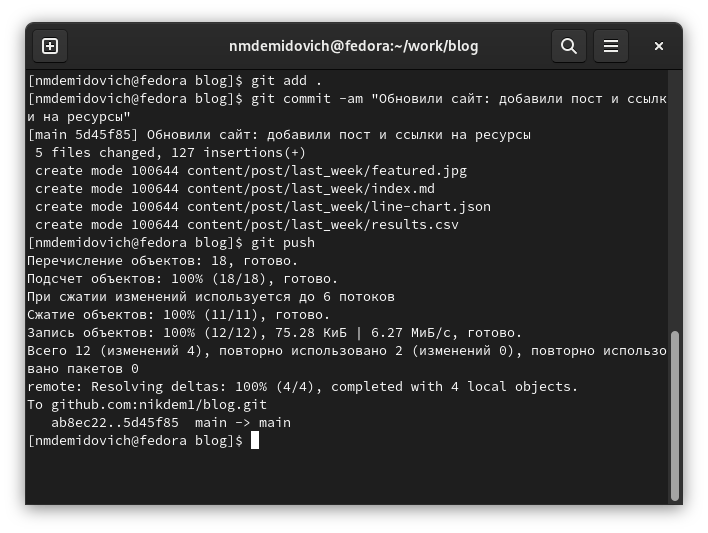 nmdemidovich@fedora:~/work/blog
[nmdemidovich@fedora blog]$ git add .
[nmdemidovich@fedora blog]$ git commit -am "Обновили сайт: добавили пост и ссылк
и на ресурсы"
[main 5d45f85] Обновили сайт: добавили пост и ссылки на ресурсы
 5 files changed, 127 insertions(+)
 create mode 100644 content/post/last_week/featured.jpg
 create mode 100644 content/post/last_week/index.md
 create mode 100644 content/post/last_week/line-chart.json
 create mode 100644 content/post/last_week/results.csv
[nmdemidovich@fedora blog]$ git push
Перечисление объектов: 18, готово.
Подсчет объектов: 100% (18/18), готово.
При сжатии изменений используется до 6 потоков
Сжатие объектов: 100% (11/11), готово.
Запись объектов: 100% (12/12), 75.28 КиБ | 6.27 МиБ/с, готово.
Всего 12 (изменений 4), повторно использовано 2 (изменений 0), повторно использо
вано пакетов 0
remote: Resolving deltas: 100% (4/4), completed with 4 local objects.
To github.com:nikdem1/blog.git
   ab8ec22..5d45f85  main -> main
[nmdemidovich@fedora blog]$